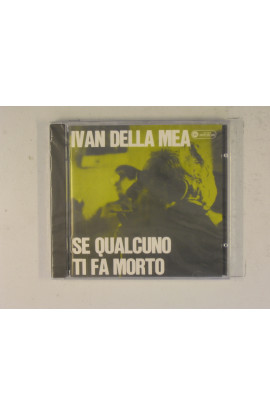 IVAN DELLA MEA
SE QUALCUNO
TI FA MORTO